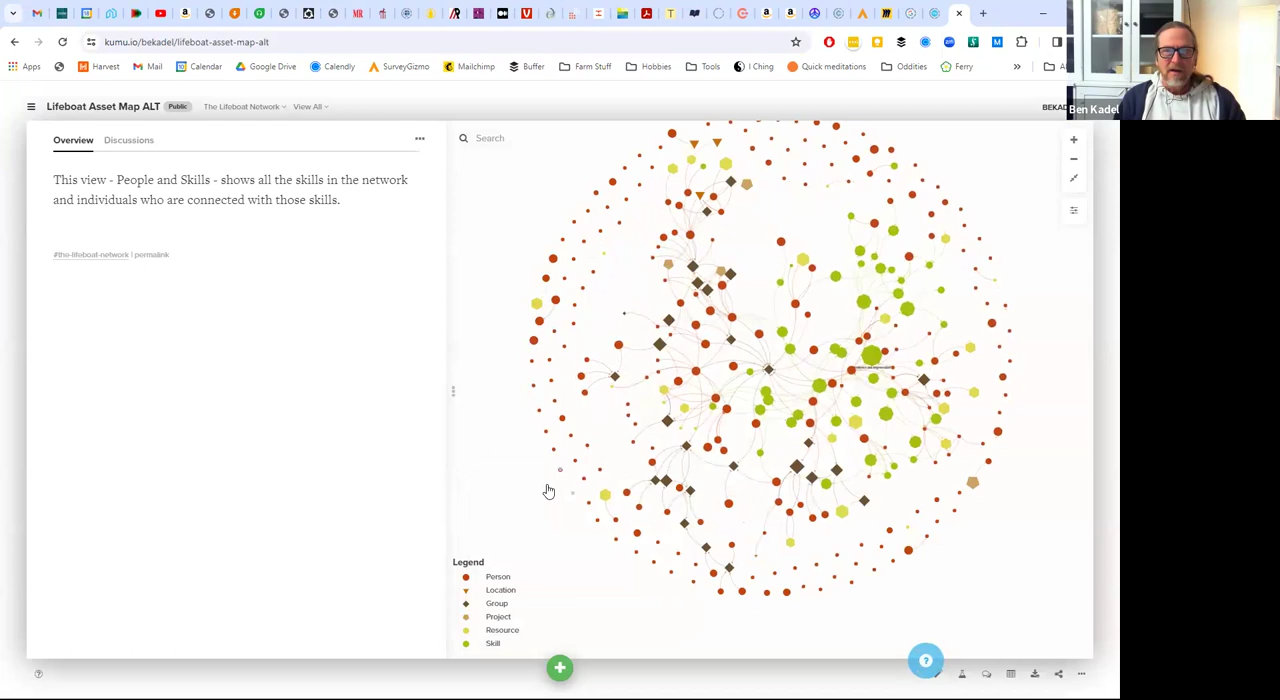 kumu.io/bekadel/lifeboat-asset-map-alt
Apps Harvest Mail Calendar Google Drive Calendly SurveyGizmo Mailchimp Buffer Farm Stuff Hobbies Tools I Ching Quick meditations Oddities Ferry » 
Ben Kadel
Lifeboat Asset Map ALT Public The Lifeboat Network View All
Overview Discussions
Search
This view - People and Skills - shows all the skills in the network
and individuals who are connected with those skills.
#the-lifeboat-network | permalink
Legend
Person
Location
Group
Project
Resource
Skill